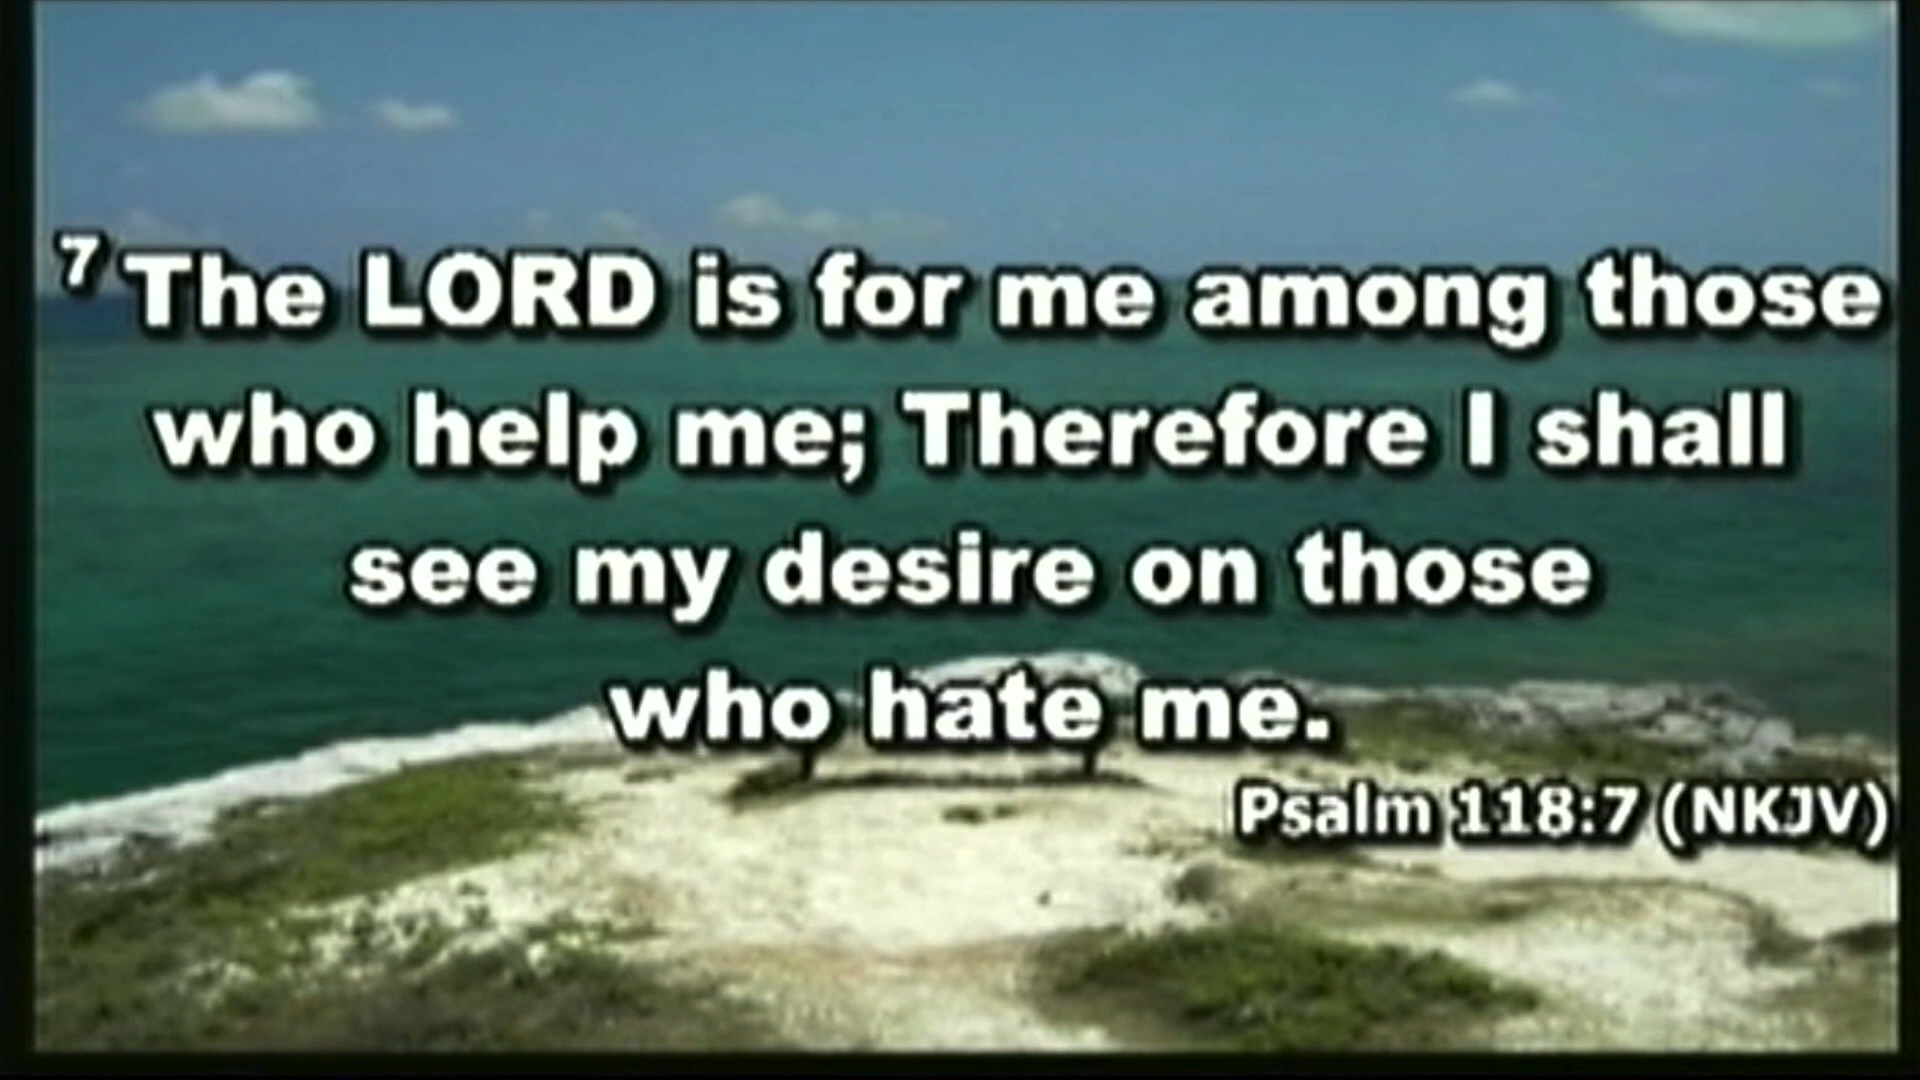 7 The LORD is for me among those
who help me; Therefore I shall
see my desire on those
who hate me.
Psalm 118:7 (NKJV)